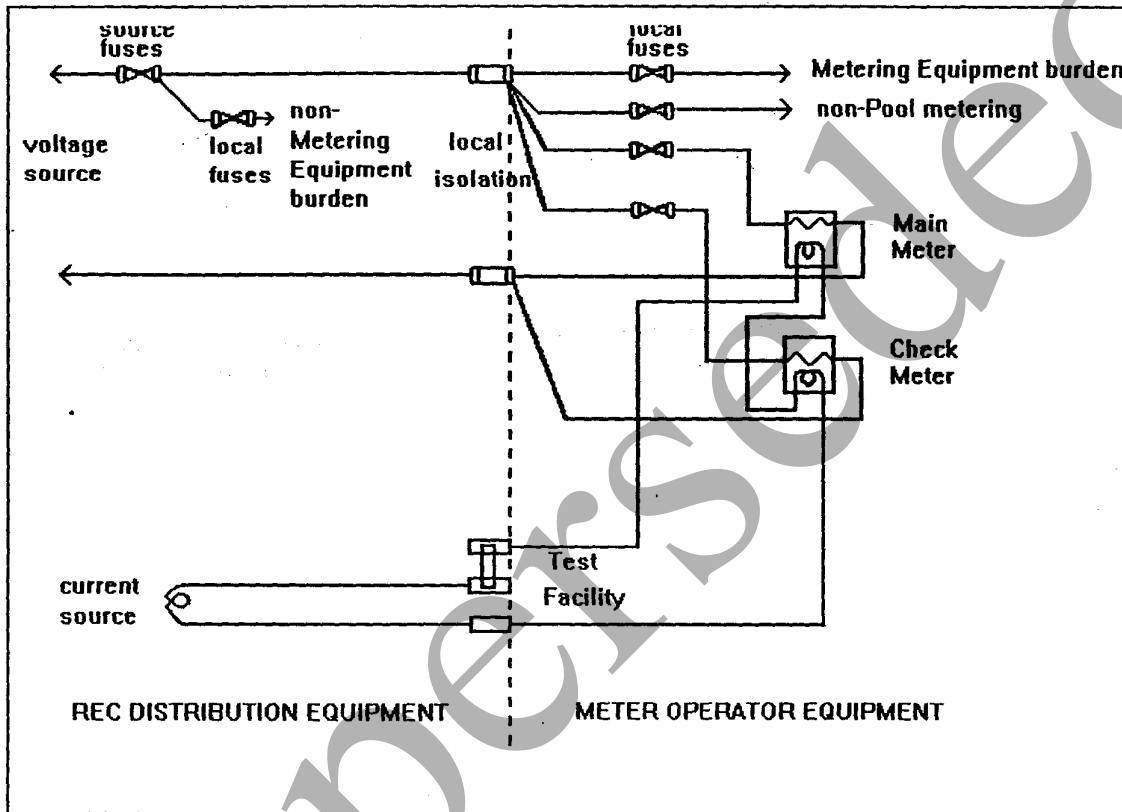 source
fuses
local
fuses
Metering Equipment burden
non-Pool metering
non-
Metering
Equipment
burden
voltage
source
local
fuses
local
isolation
Main
Meter
Check
Meter
Test
Facility
current
source
REC DISTRIBUTION EQUIPMENT
METER OPERATOR EQUIPMENT
persede